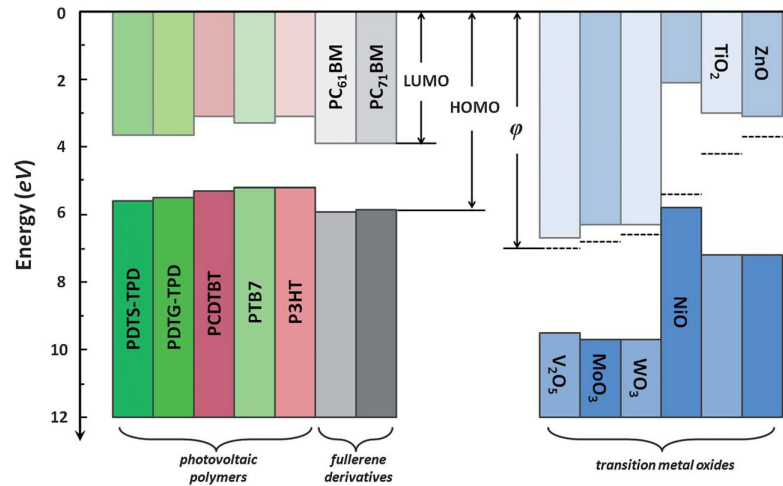 Energy (eV)
0
2
4
6
8
10
12
PDTS-TPD
PDTG-TPD
PCDTBT
PTB7
P3HT
PC₆₁BM
PC₇₁BM
LUMO
HOMO
φ
V₂O₅
MoO₃
WO₃
NiO
TiO₂
ZnO
photovoltaic
polymers
fullerene
derivatives
transition metal oxides